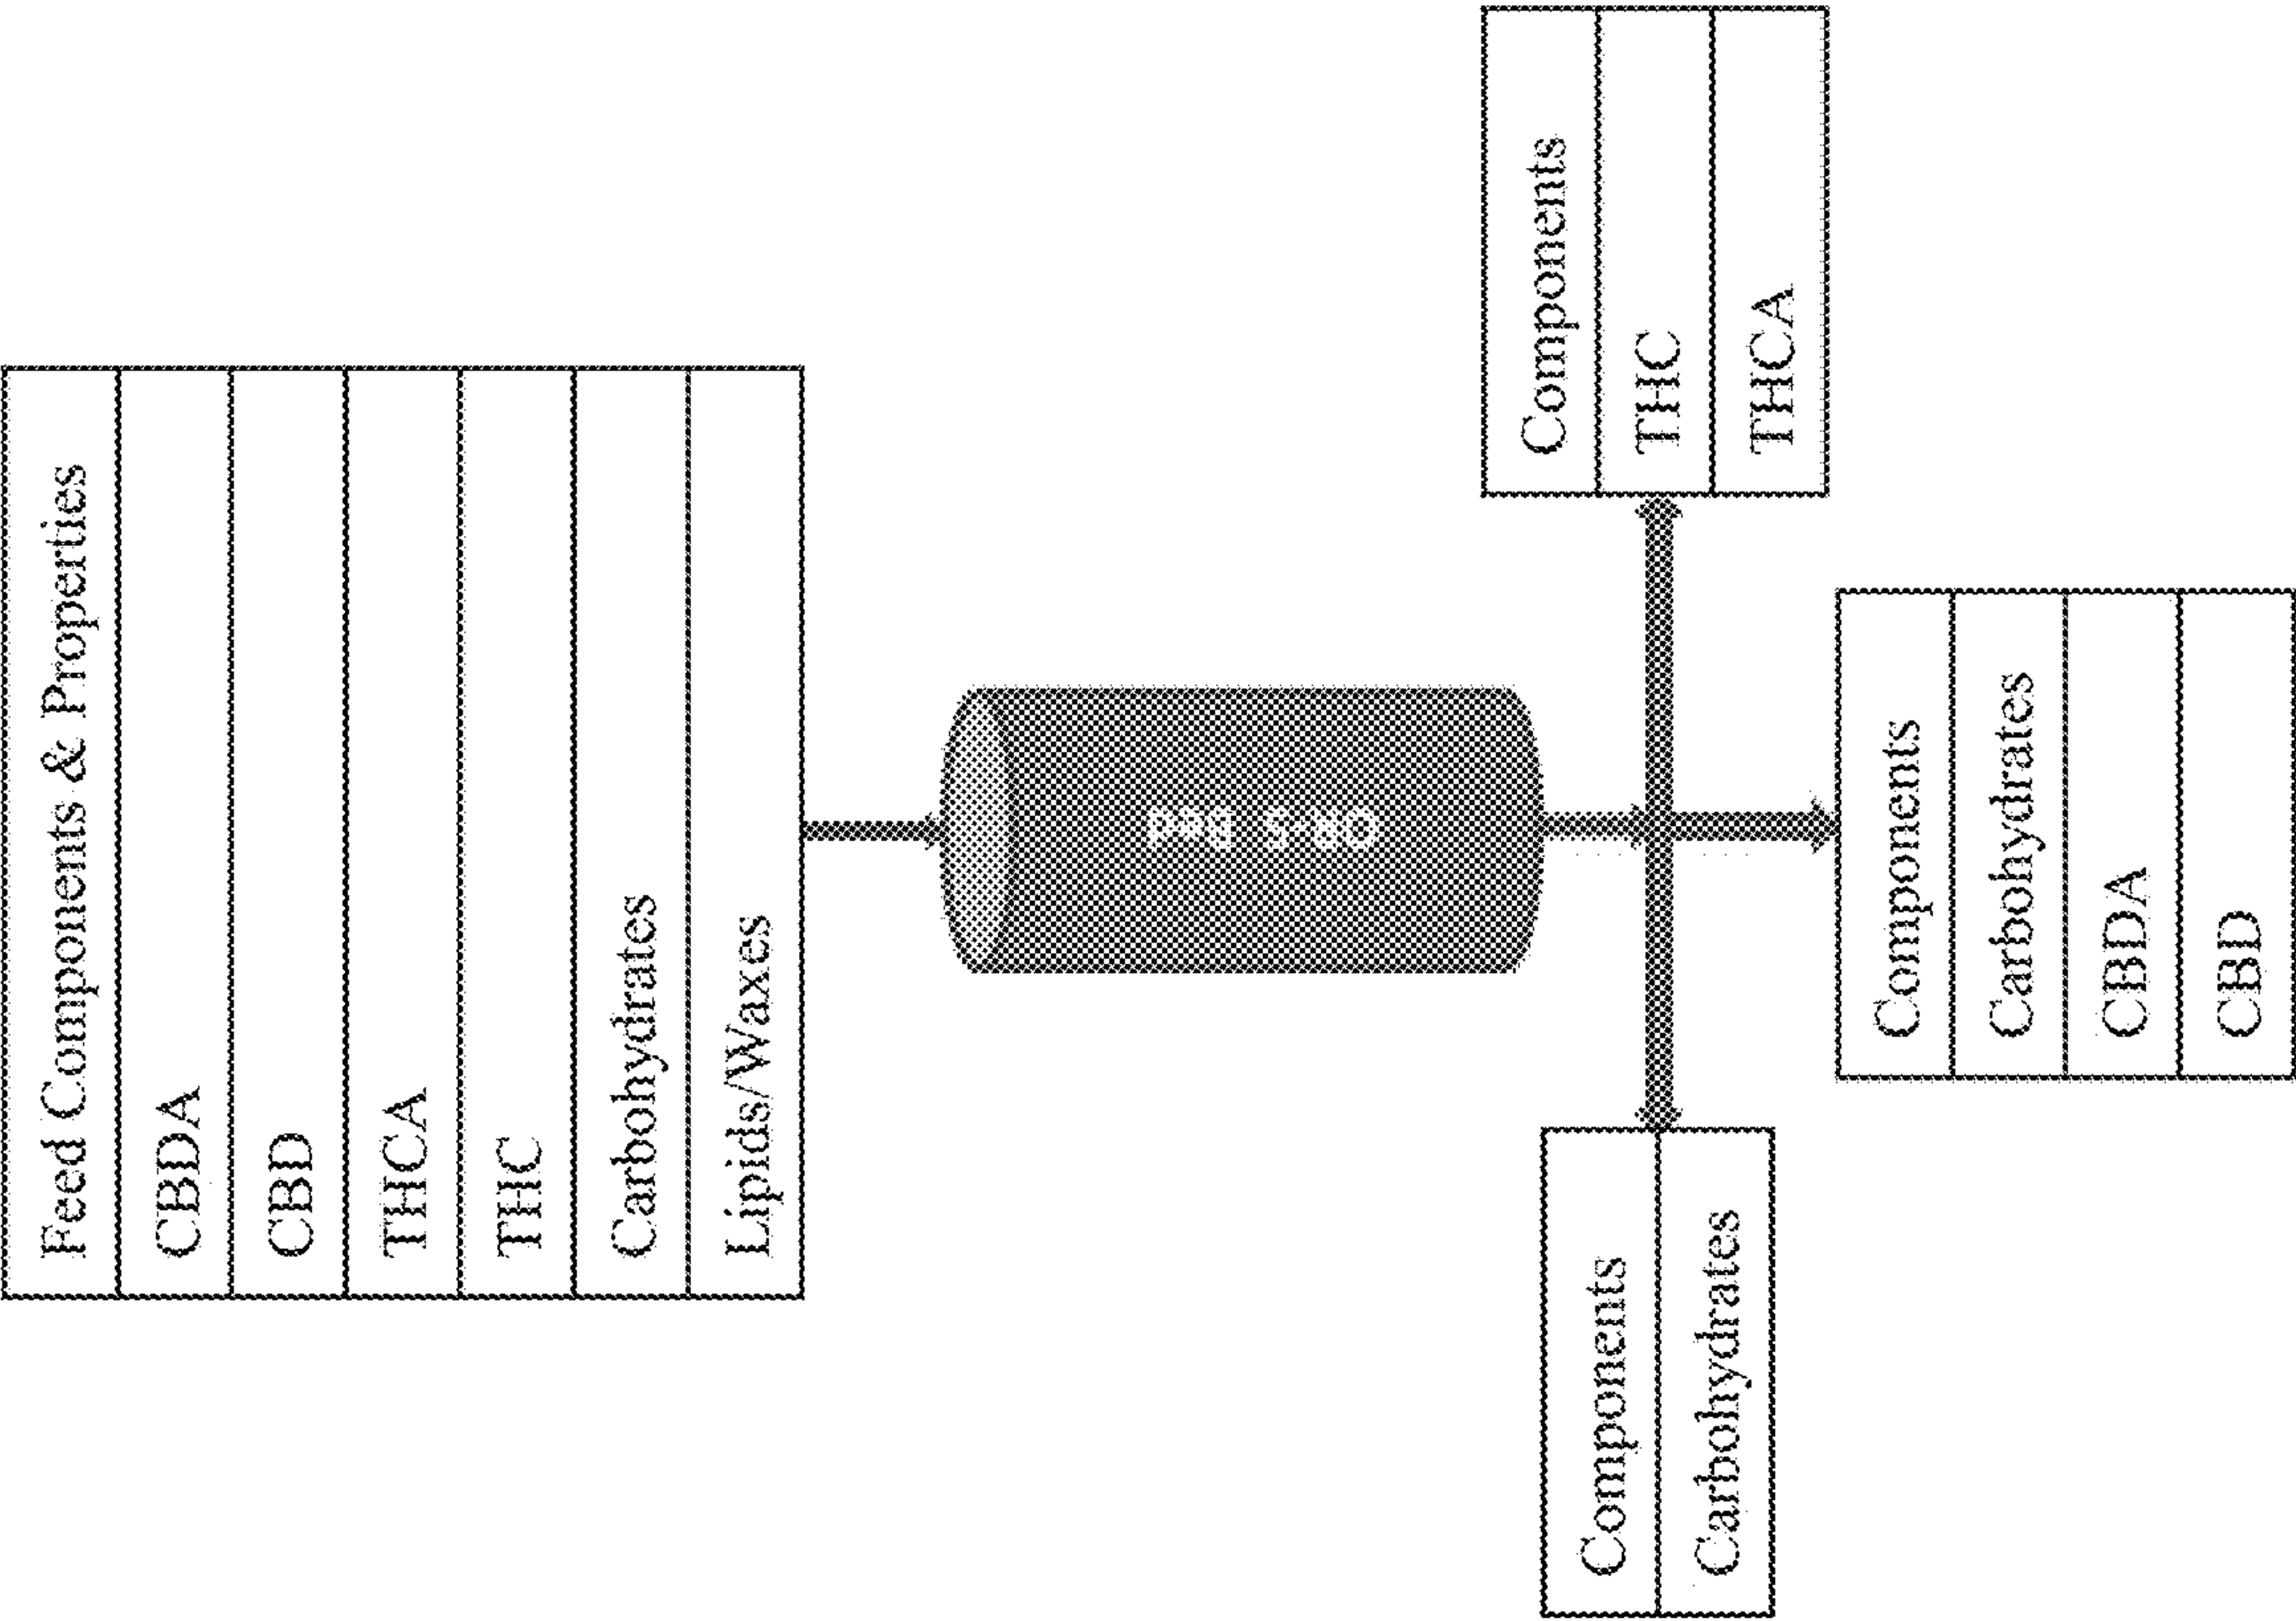 Feed Components & Properties
CBDA
CBD
THCA
THC
Carbohydrates
Lipids/Waxes
Bed
Components
Carbohydrates
Components
THC
THCA
Components
Carbohydrates
CBDA
CBD